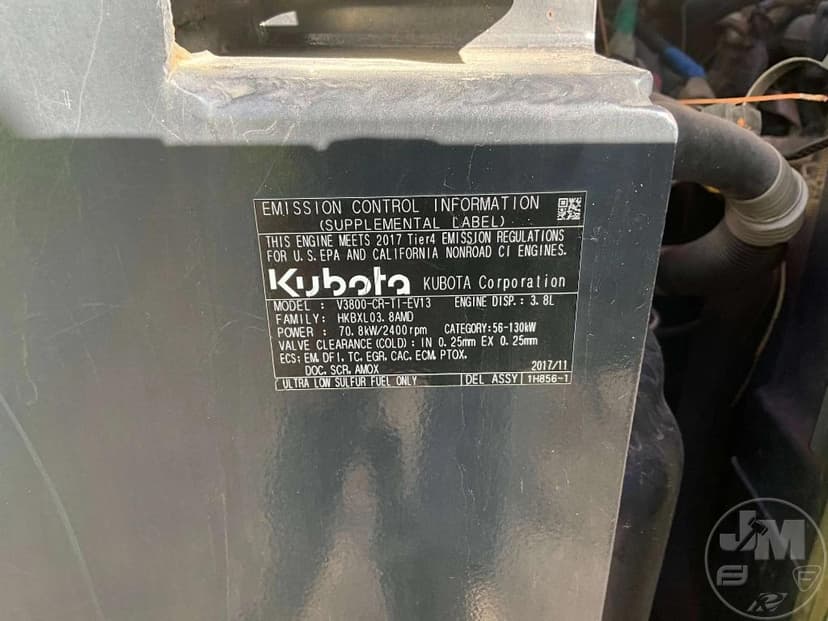 EMISSION CONTROL INFORMATION
(SUPPLEMENTAL LABEL)
THIS ENGINE MEETS 2017 Tier4 EMISSION REGULATIONS
FOR U.S.EPA AND CALIFORNIA NONROAD CI ENGINES.
Kubota KUBOTA Corporation
MODEL : V3800-CR-TI-EV13 ENGINE DISP.: 3.8L
FAMILY: HKBXL03.8AMD
POWER : 70.8kW/2400rpm CATEGORY:56-130kW
VALVE CLEARANCE(COLD): IN 0.25mm EX 0.25mm
ECS: EM, DFI, TC, EGR, CAC, ECM, PTOX,
DOC, SCR, AMOX 2017/11
ULTRA LOW SULFUR FUEL ONLY DEL ASSY 1H856-1
JM